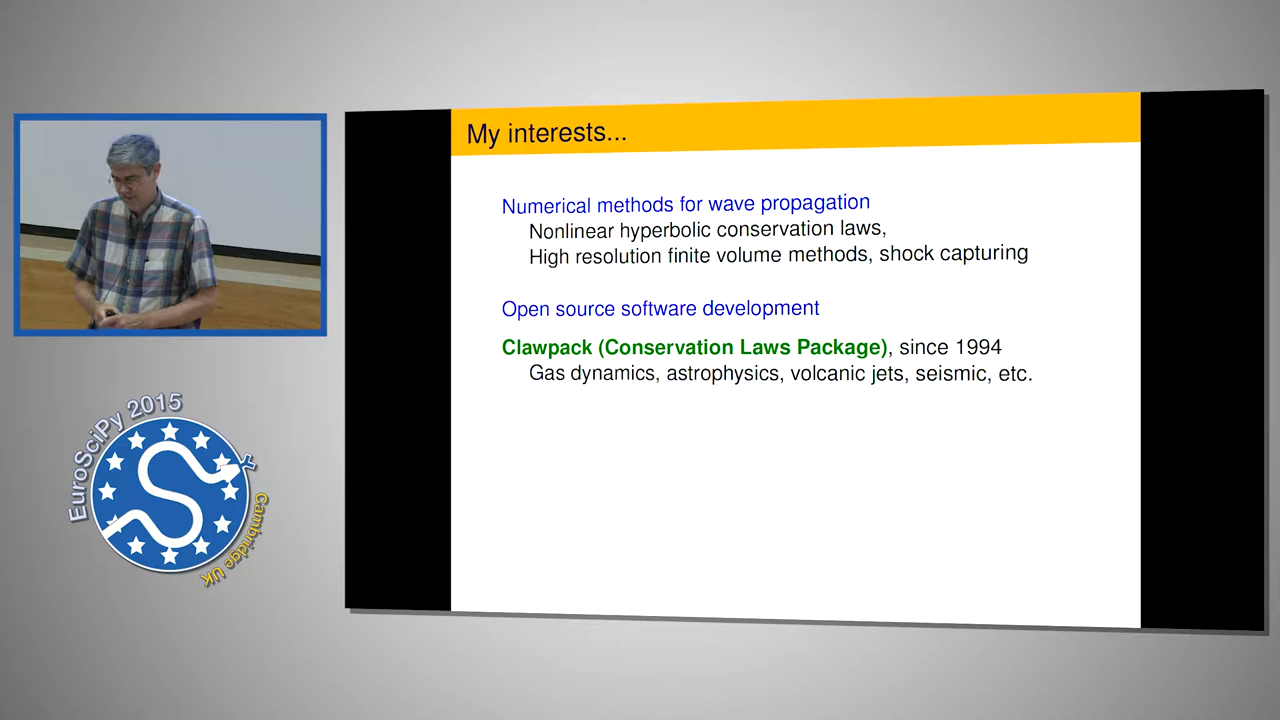 My interests...
Numerical methods for wave propagation
Nonlinear hyperbolic conservation laws,
High resolution finite volume methods, shock capturing
Open source software development
Clawpack (Conservation Laws Package), since 1994
Gas dynamics, astrophysics, volcanic jets, seismic, etc.
EuroSciPy 2015
Cambridge UK